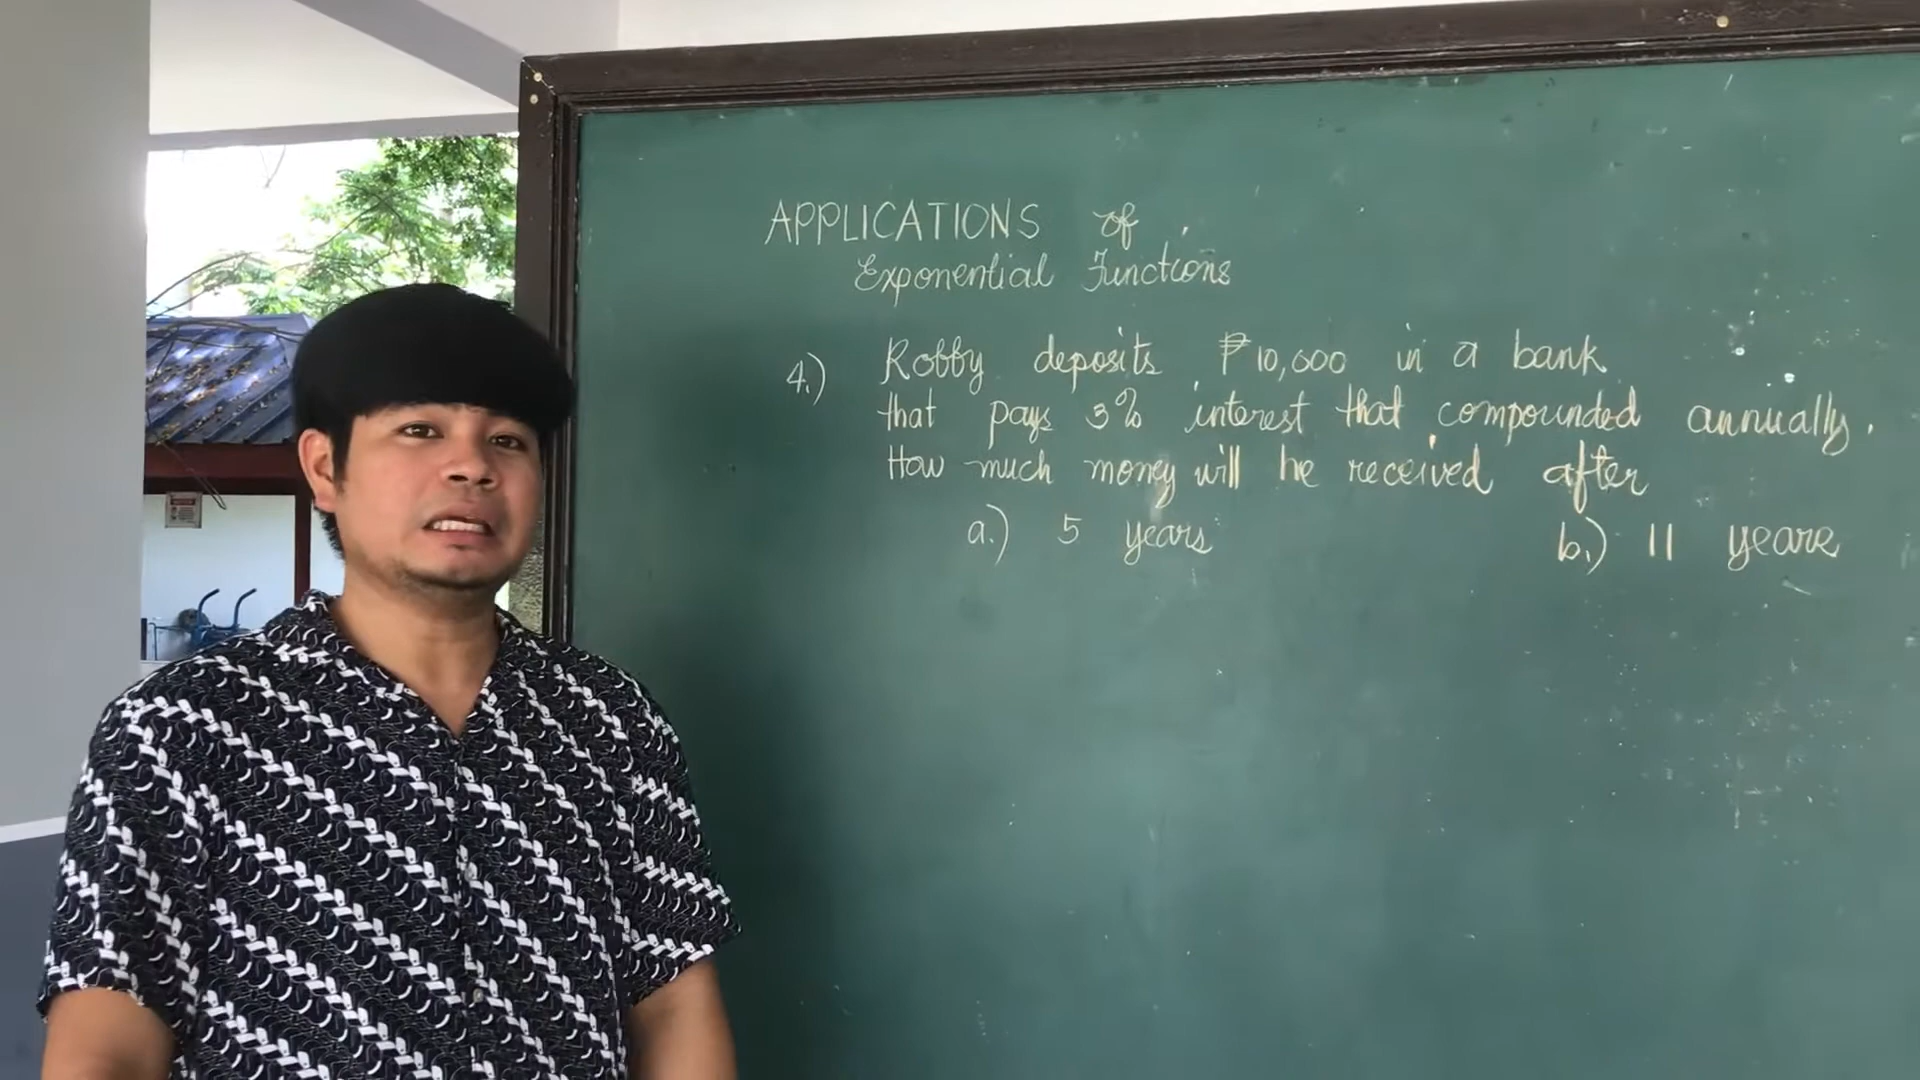 APPLICATIONS of
Exponential Functions
4.) Robby deposits ₱10,000 in a bank
that pays 3% interest that compounded annually.
How much money will he received after
a.) 5 years b.) 11 years